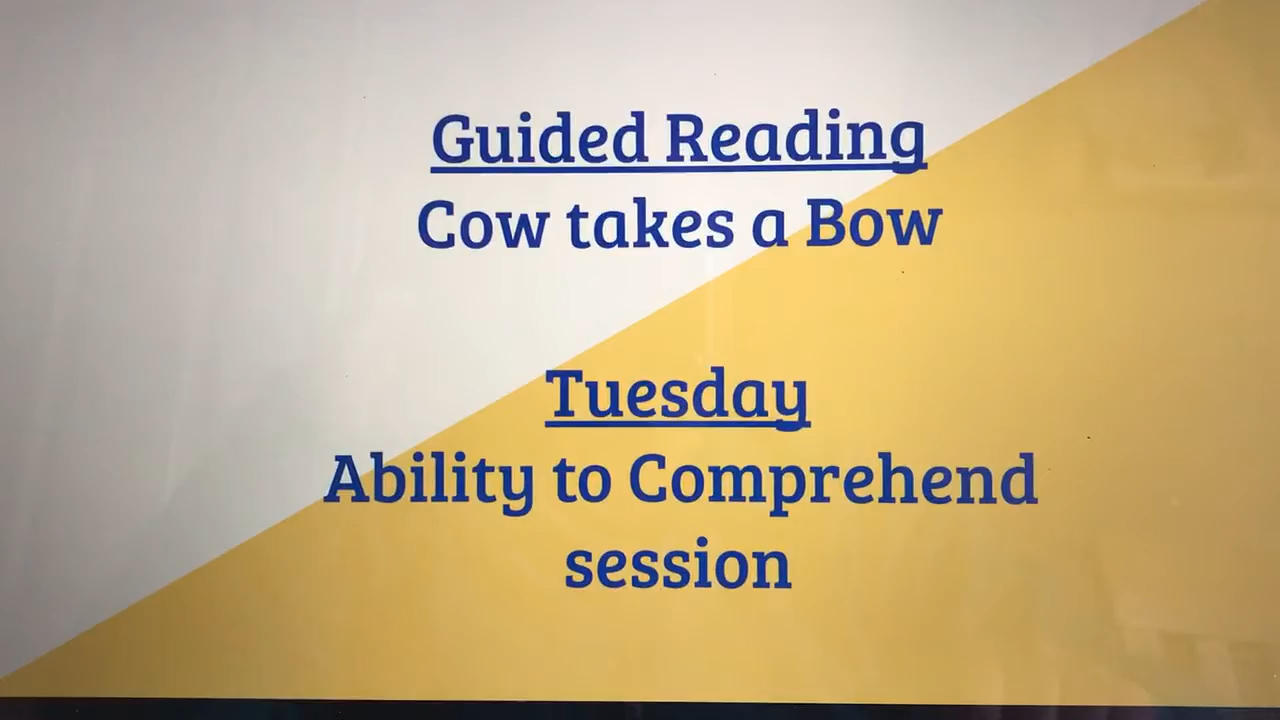 Guided Reading
Cow takes a Bow
Tuesday
Ability to Comprehend
session